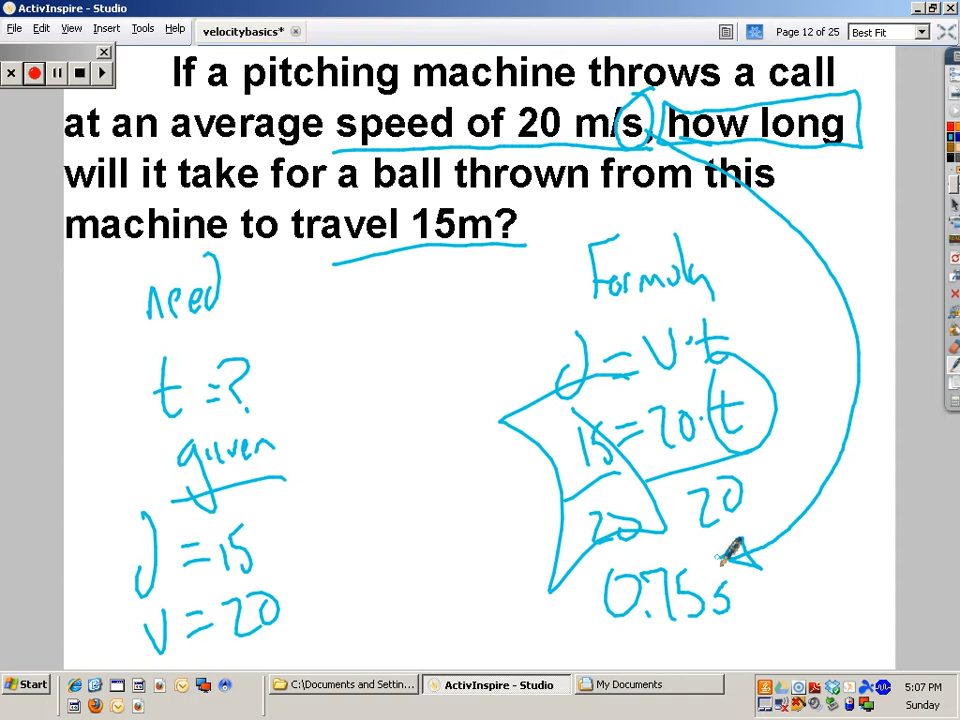 ActivInspire - Studio
File Edit View Insert Tools Help
velocitybasics*
Page 12 of 25
Best Fit
If a pitching machine throws a call
at an average speed of 20 m/s, how long
will it take for a ball thrown from this
machine to travel 15m?
need
t = ?
given
d = 15
v = 20
Formula
d = v·t
15 = 20·t
20 20
0.75 s
Start
C:\Documents and Settin...
ActivInspire - Studio
My Documents
5:07 PM
Sunday